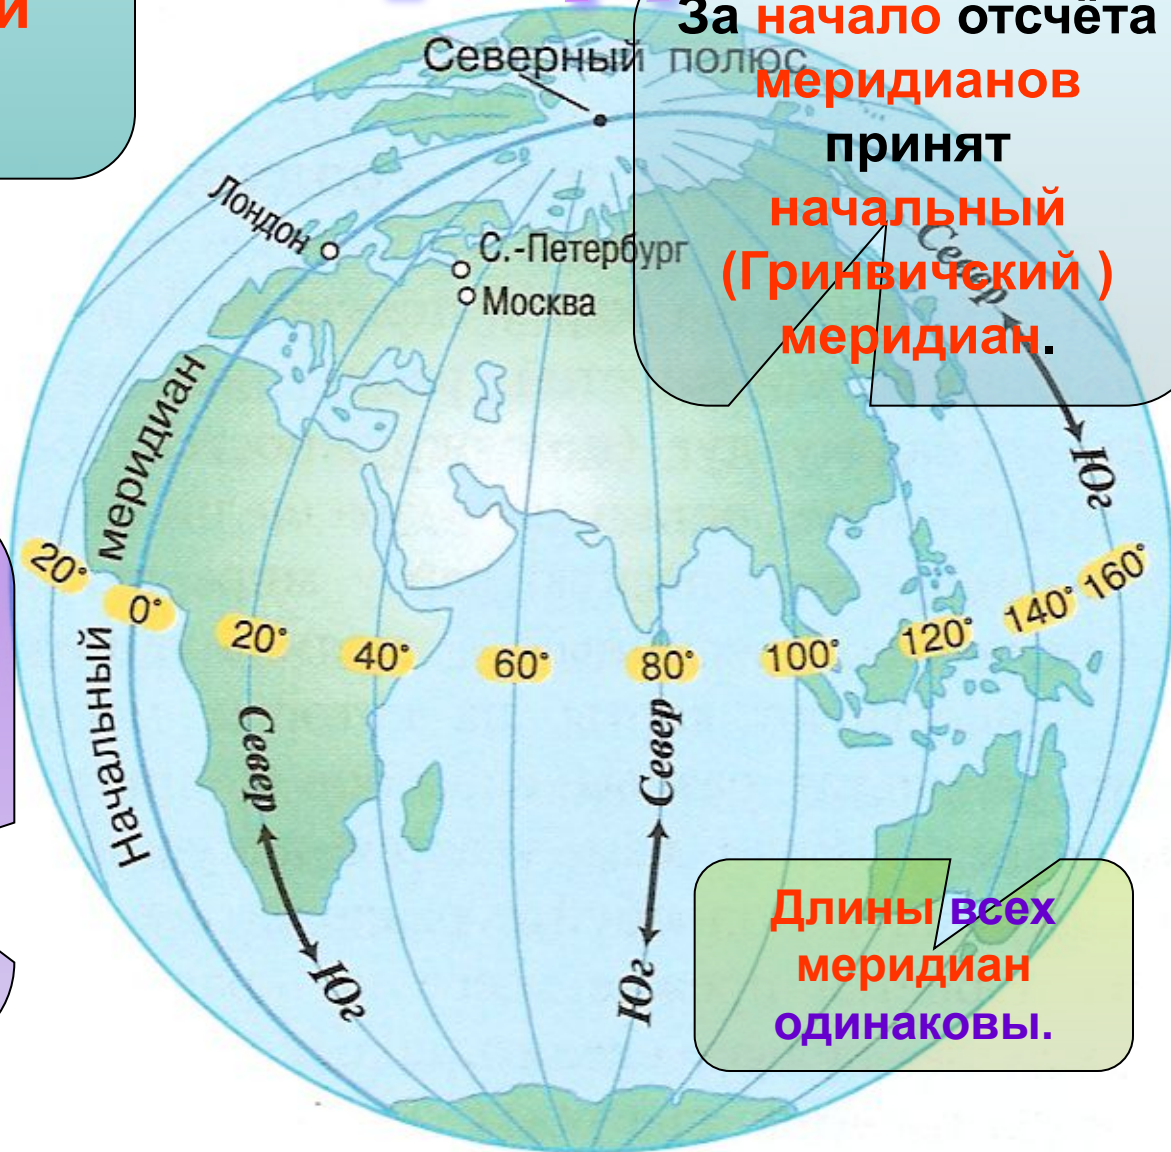 й
За начало отсчёта
меридианов
принят
начальный
(Гринвичский )
меридиан.
Северный полюс
Лондон
С.-Петербург
Москва
Север
Юг
Начальный меридиан
20°
0°
20°
40°
60°
80°
100°
120°
140°
160°
Север
Юг
Север
Юг
Длины всех
меридиан
одинаковы.